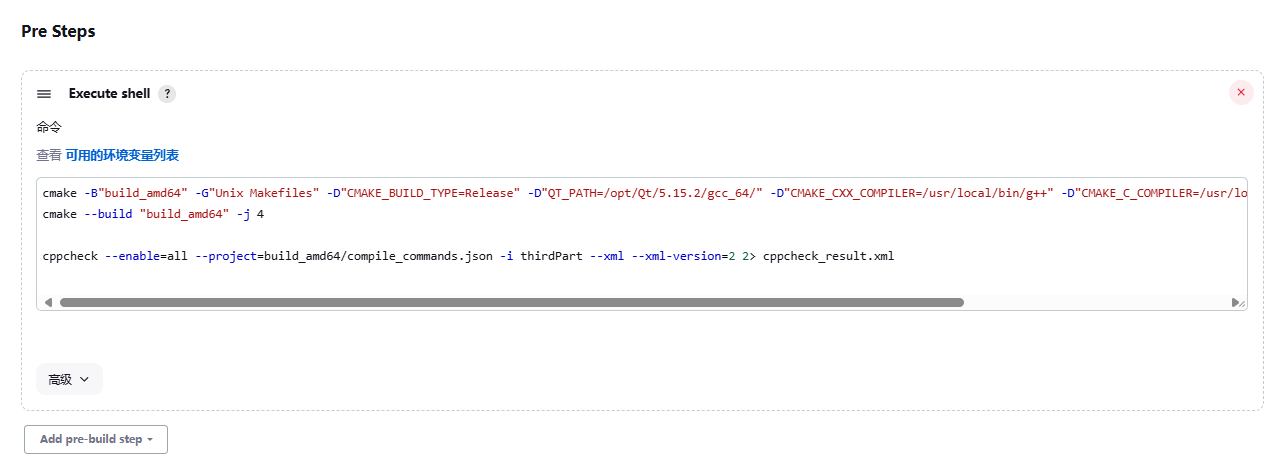 Pre Steps
Execute shell ?
命令
查看 可用的环境变量列表
cmake -B"build_amd64" -G"Unix Makefiles" -D"CMAKE_BUILD_TYPE=Release" -D"QT_PATH=/opt/Qt/5.15.2/gcc_64/" -D"CMAKE_CXX_COMPILER=/usr/local/bin/g++" -D"CMAKE_C_COMPILER=/usr/lo
cmake --build "build_amd64" -j 4
cppcheck --enable=all --project=build_amd64/compile_commands.json -i thirdPart --xml --xml-version=2 2> cppcheck_result.xml
高级
Add pre-build step